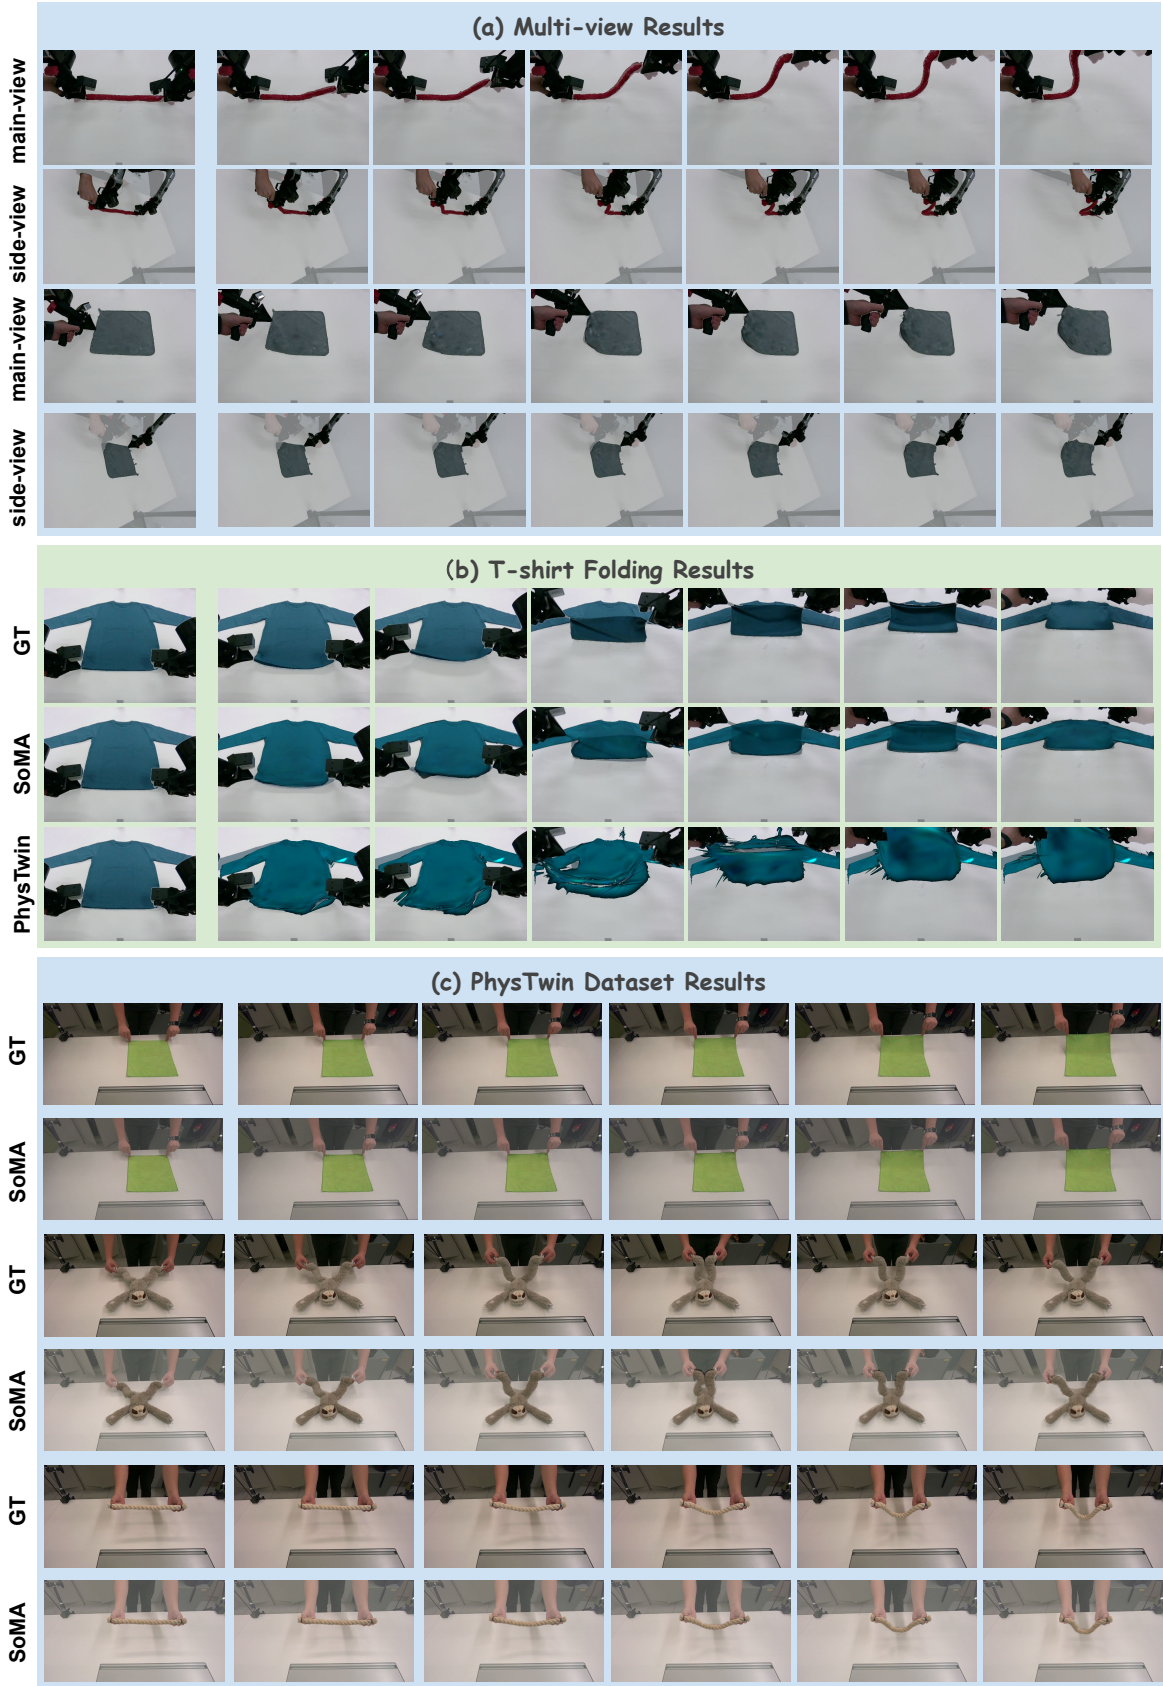 (a) Multi-view Results
main-view
side-view
main-view
side-view
(b) T-shirt Folding Results
GT
SoMA
PhysTwin
(c) PhysTwin Dataset Results
GT
SoMA
GT
SoMA
GT
SoMA